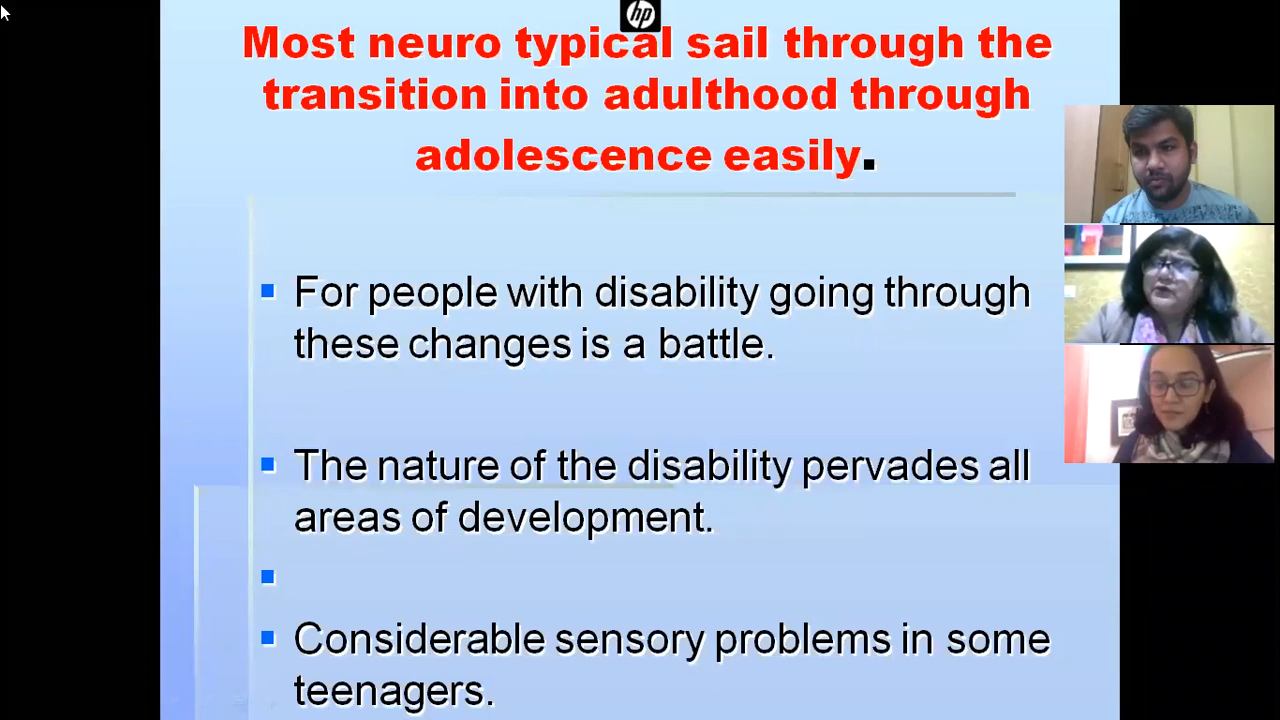 hp
Most neuro typical sail through the
transition into adulthood through
adolescence easily.
For people with disability going through
these changes is a battle.
The nature of the disability pervades all
areas of development.
Considerable sensory problems in some
teenagers.